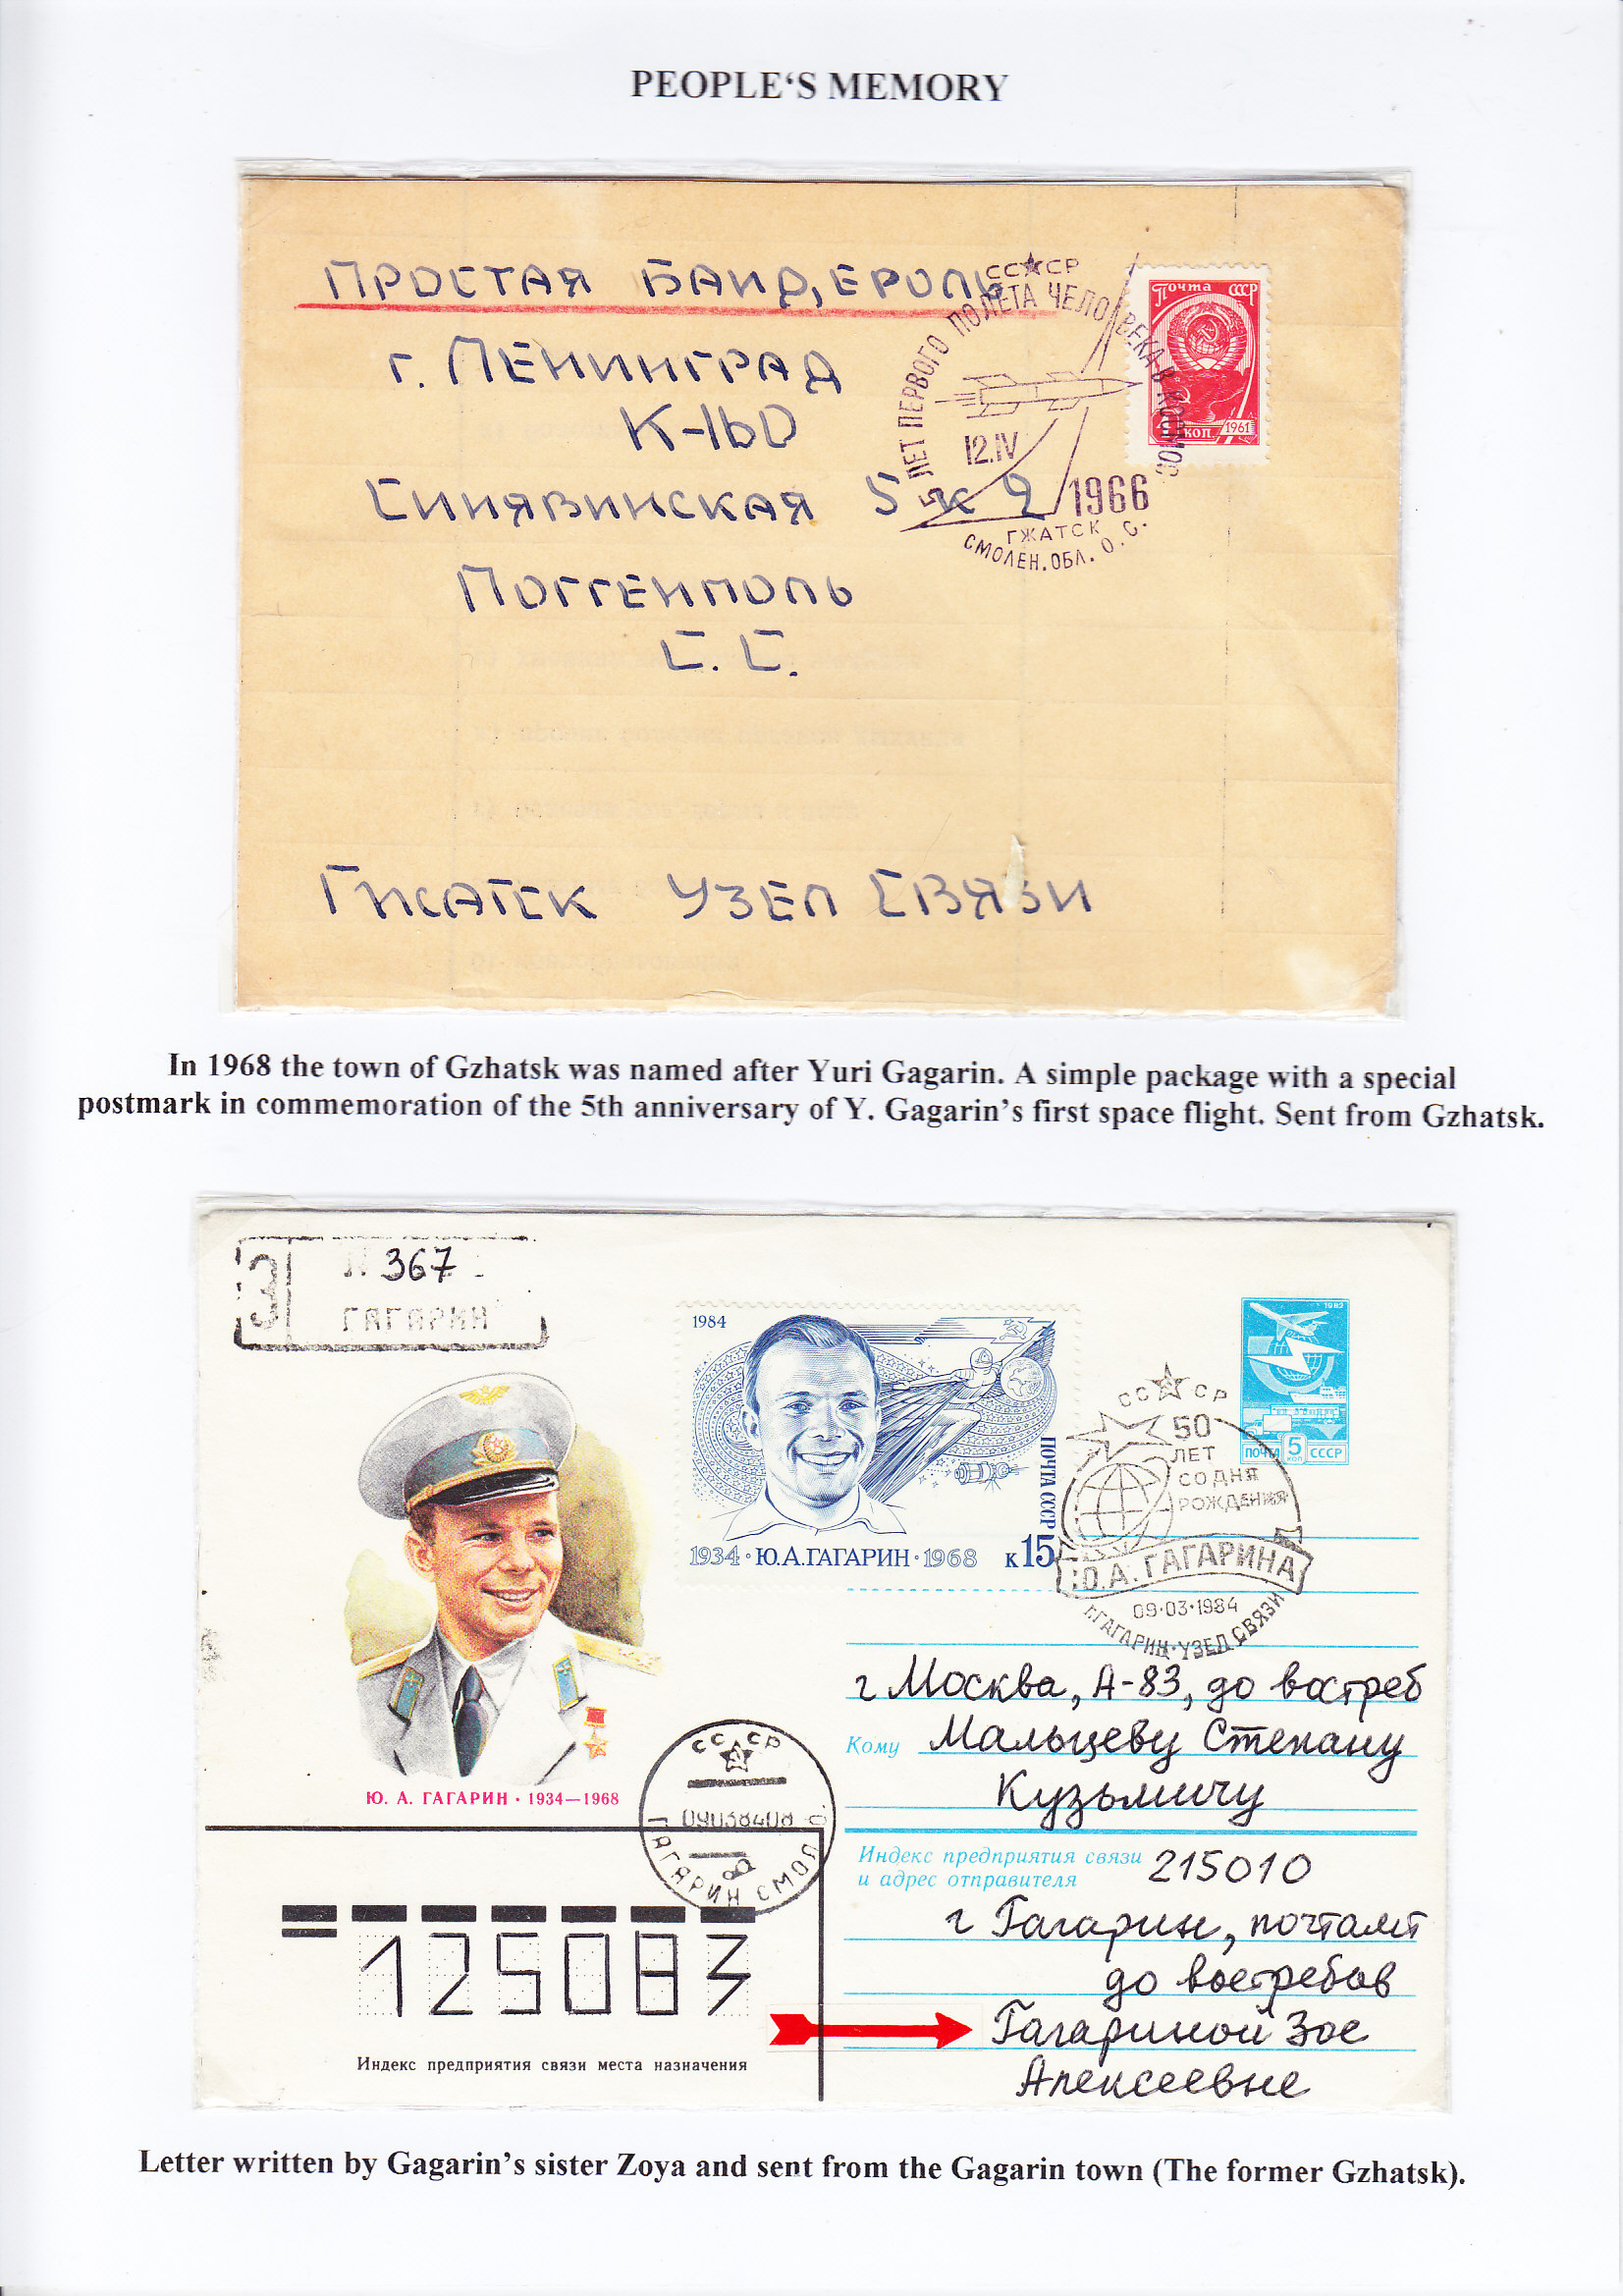 PEOPLE‘S MEMORY
ПРОСТАЯ БАНДЕРОЛЬ
г. ЛЕНИНГРАД
К-160
СИНЯВИНСКАЯ 5 К 2
ПОГГЕНПОЛЬ
С. С.
ГЖАТСК УЗЕЛ СВЯЗИ
СССР
5 ЛЕТ ПЕРВОГО ПОЛЕТА ЧЕЛОВЕКА В КОСМОС
12.IV
1966
ГЖАТСК
СМОЛЕН. ОБЛ. О. С.
Почта СССР
4 коп. 1961
In 1968 the town of Gzhatsk was named after Yuri Gagarin. A simple package with a special
postmark in commemoration of the 5th anniversary of Y. Gagarin’s first space flight. Sent from Gzhatsk.
З
367
ГАГАРИН
1984
ПОЧТА СССР
1934 · Ю.А.ГАГАРИН · 1968 к15
1982
ПОЧТА 5 коп СССР
СССР
50
ЛЕТ
СО ДНЯ
РОЖДЕНИЯ
Ю.А. ГАГАРИНА
09·03·1984
г.ГАГАРИН·УЗЕЛ СВЯЗИ
Ю. А. ГАГАРИН · 1934—1968
СССР
ГАГАРИН СМОЛ
г Москва, А-83, до востреб
Кому Мальцеву Степану
Кузьмичу
Индекс предприятия связи 215010
и адрес отправителя
г Гагарин, почтамт
до востребов
Гагариной Зое
Алексеевне
125083
Индекс предприятия связи места назначения
Letter written by Gagarin’s sister Zoya and sent from the Gagarin town (The former Gzhatsk).